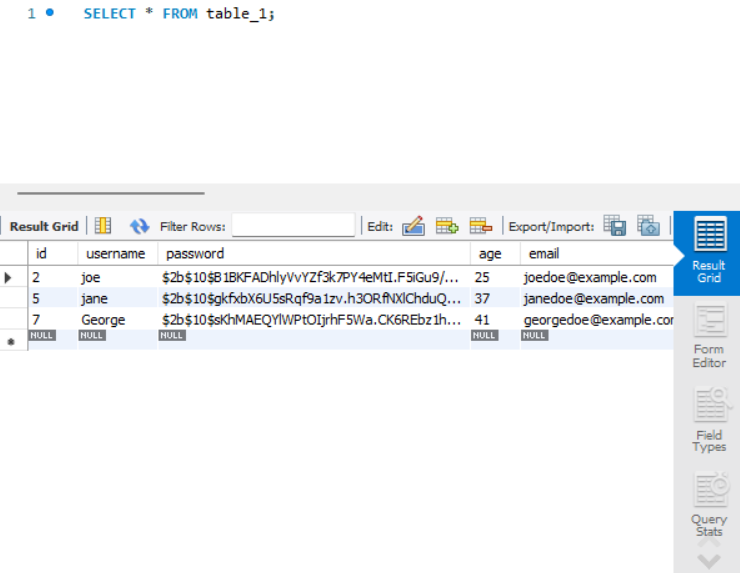 1 SELECT * FROM table_1;
Result Grid Filter Rows: Edit: Export/Import:
id username password age email
2 joe $2b$10$B1BKFADhlyVvYZf3k7PY4eMtI.F5iGu9/... 25 joedoe@example.com
5 jane $2b$10$gkfxbX6U5sRqf9a1zv.h3ORfNXlChduQ... 37 janedoe@example.com
7 George $2b$10$sKhMAEQYlWPtOIjrhF5Wa.CK6REbz1h... 41 georgedoe@example.cor
NULL NULL NULL NULL NULL
Result
Grid
Form
Editor
Field
Types
Query
Stats